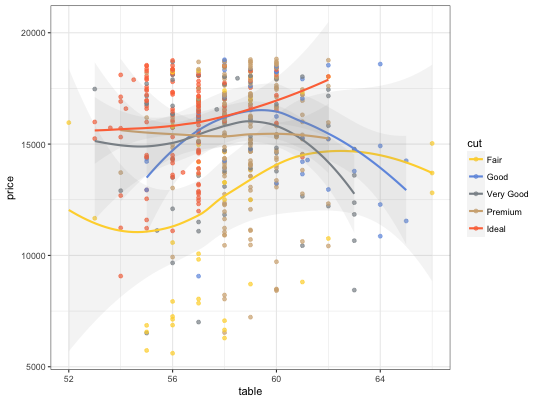 20000
15000
10000
5000
price
52
56
60
64
table
cut
Fair
Good
Very Good
Premium
Ideal